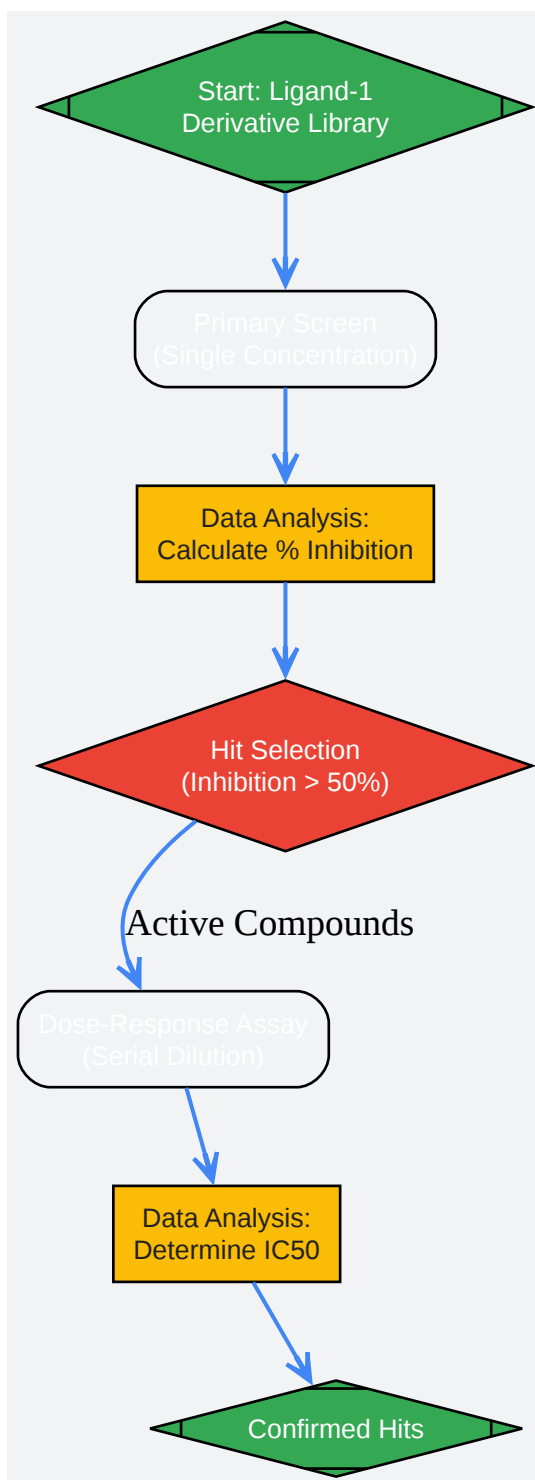 Start: Ligand-1
Derivative Library
Primary Screen
(Single Concentration)
Data Analysis:
Calculate % Inhibition
Hit Selection
(Inhibition > 50%)
Active Compounds
Dose-Response Assay
(Serial Dilution)
Data Analysis:
Determine IC50
Confirmed Hits